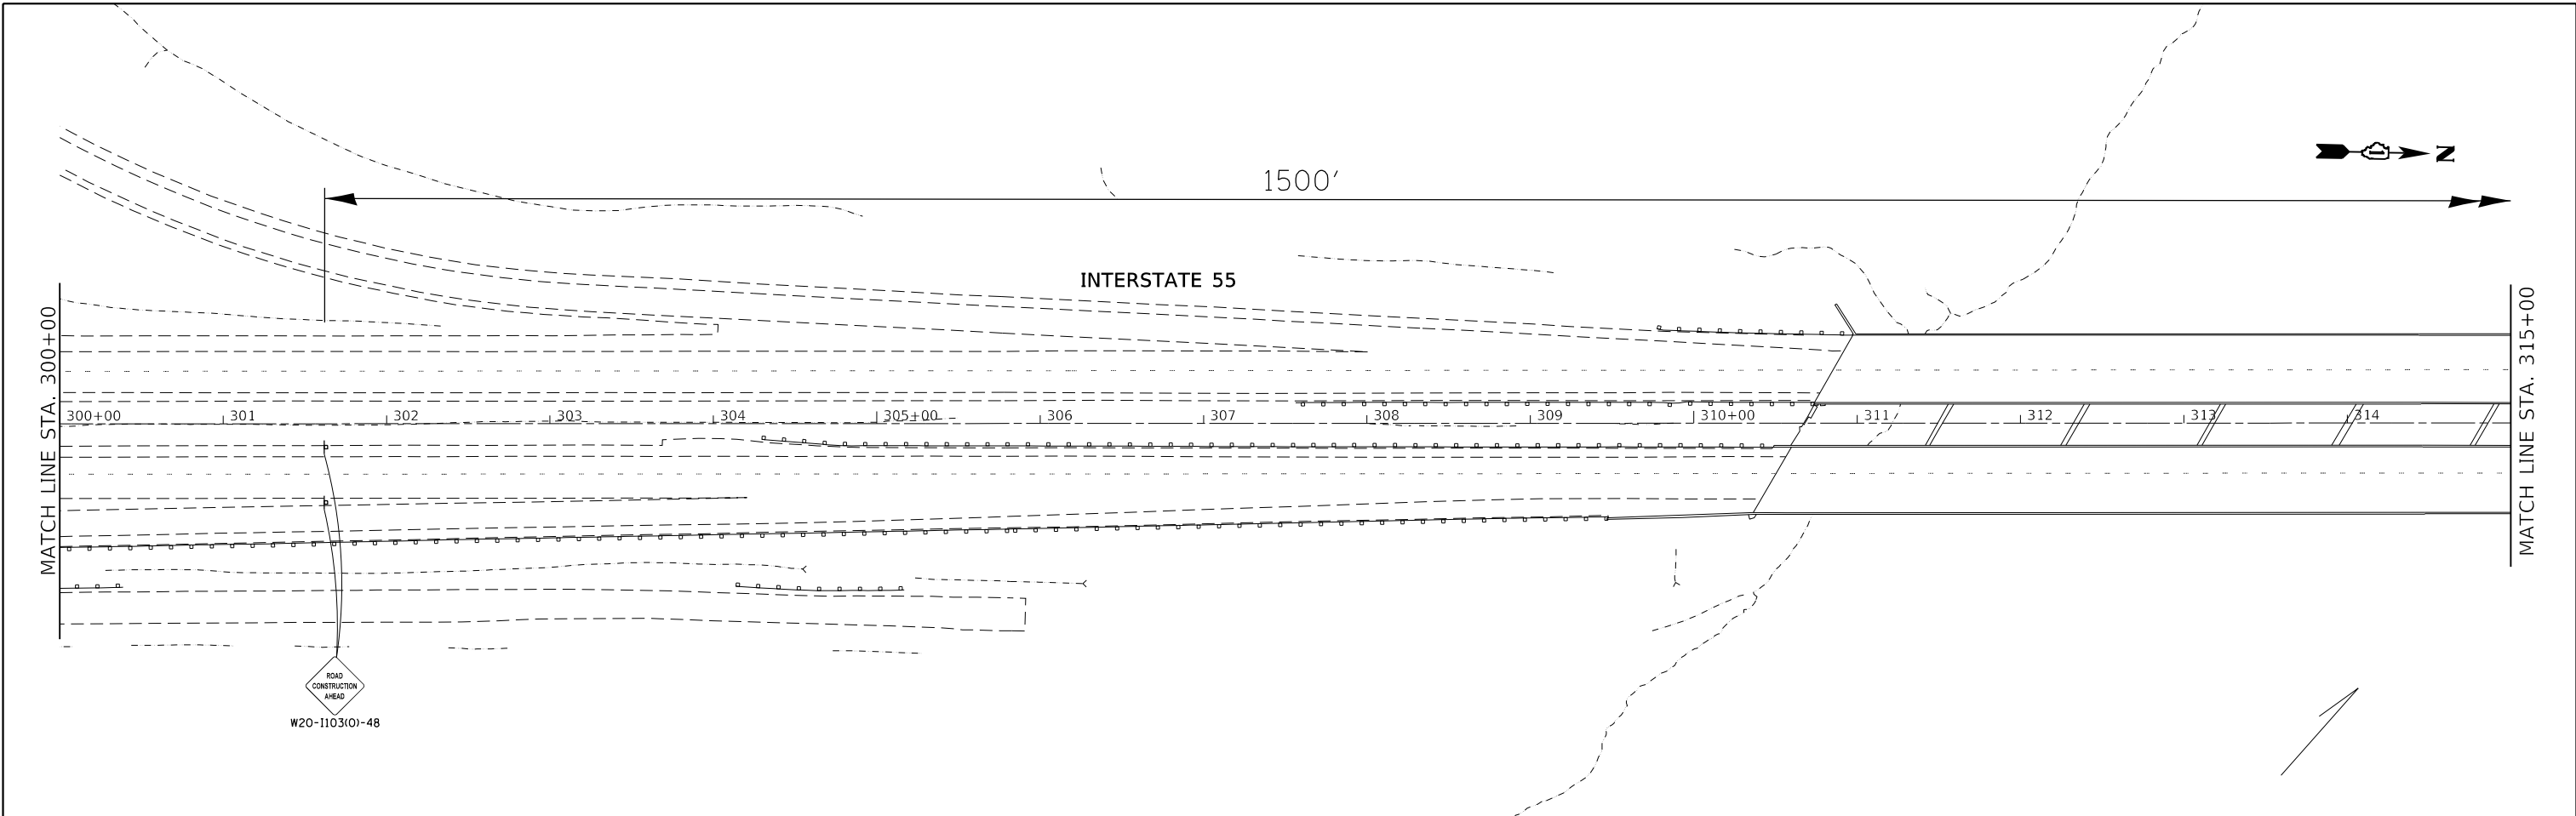 N
1500'
INTERSTATE 55
MATCH LINE STA. 300+00
MATCH LINE STA. 315+00
300+00 301 302 303 304 305+00 306 307 308 309 310+00 311 312 313 314
ROAD
CONSTRUCTION
AHEAD
W20-I103(O)-48